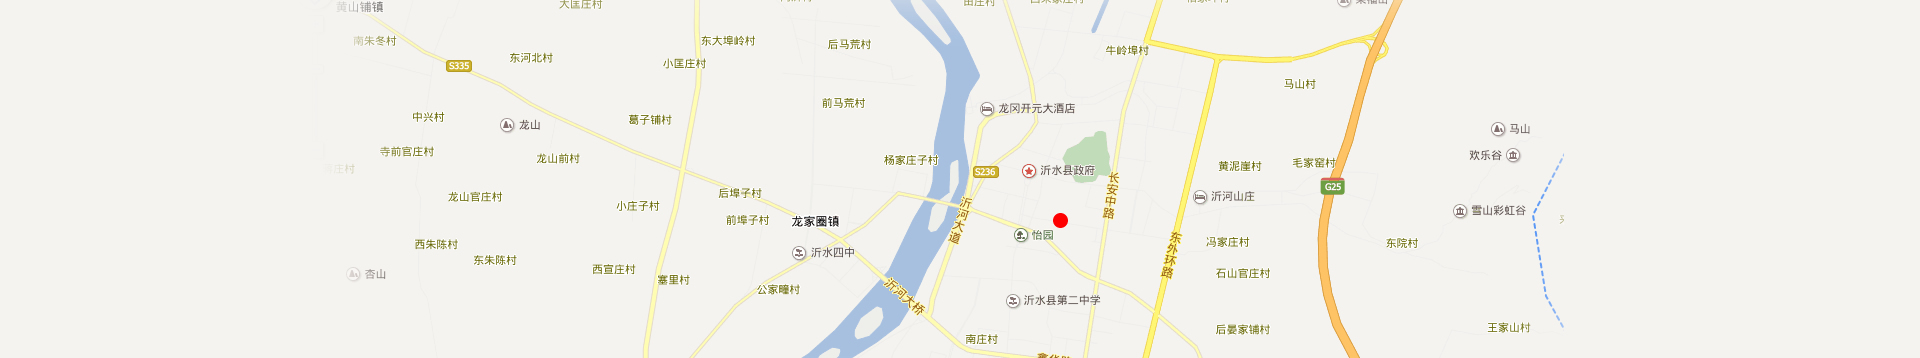 黄山铺镇
大匡庄村
南朱冬村
S335
东河北村
东大埠岭村
小匡庄村
后马荒村
牛岭埠村
马山村
前马荒村
龙冈开元大酒店
中兴村
龙山
葛子铺村
马山
寺前官庄村
龙山前村
杨家庄子村
S236
沂水县政府
黄泥崖村
毛家窑村
欢乐谷
G25
长安中路
龙山官庄村
小庄子村
后埠子村
前埠子村
龙家圈镇
沂河大道
沂河山庄
雪山彩虹谷
怡园
西朱陈村
东朱陈村
沂水四中
东外环路
冯家庄村
东院村
杏山
西宣庄村
塞里村
公家疃村
石山官庄村
沂河大桥
沂水县第二中学
南庄村
后晏家铺村
王家山村